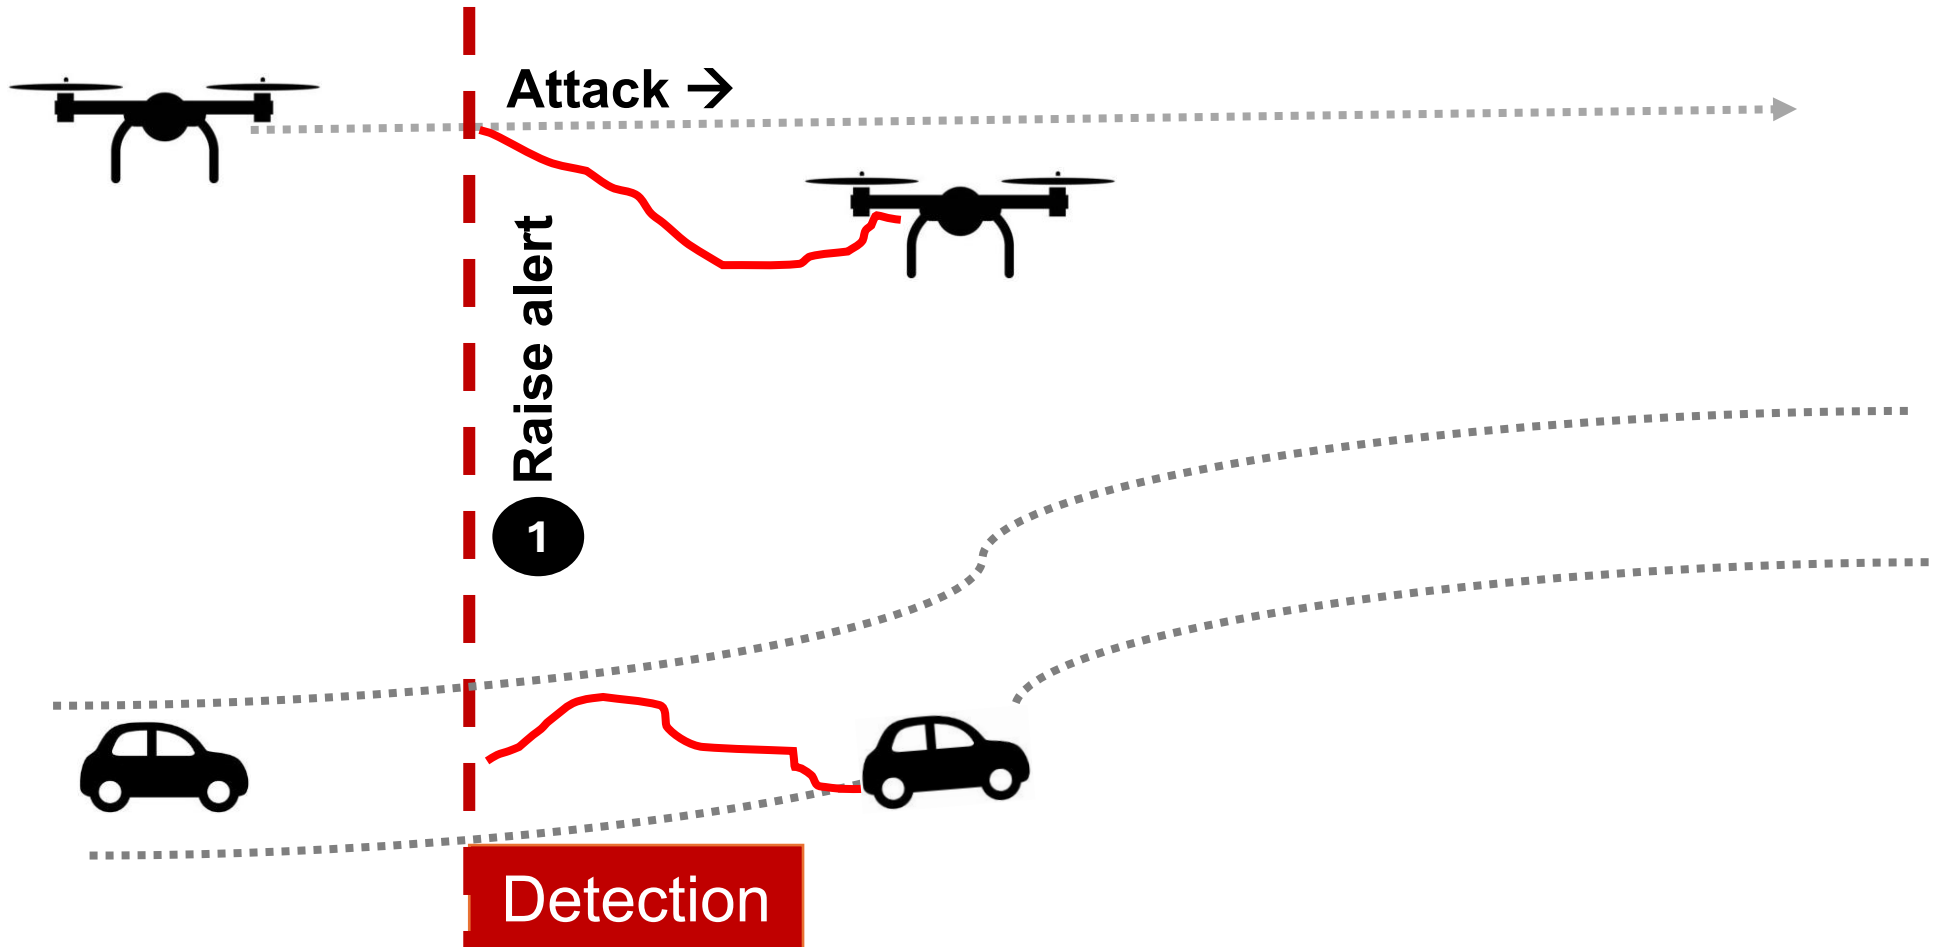 Attack →
Raise alert
1
Detection